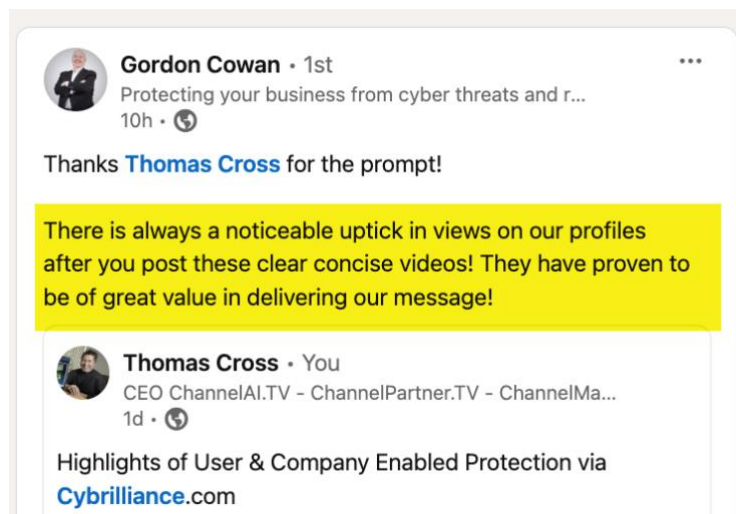 Gordon Cowan • 1st
Protecting your business from cyber threats and r...
10h •
Thanks Thomas Cross for the prompt!
There is always a noticeable uptick in views on our profiles
after you post these clear concise videos! They have proven to
be of great value in delivering our message!
Thomas Cross • You
CEO ChannelAI.TV - ChannelPartner.TV - ChannelMa...
1d •
Highlights of User & Company Enabled Protection via
Cybrilliance.com